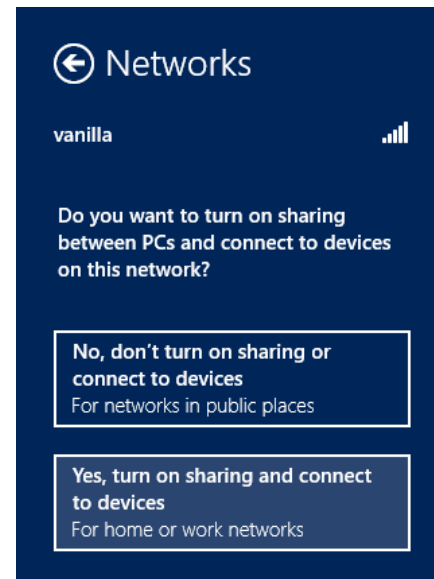 Networks
vanilla
Do you want to turn on sharing
between PCs and connect to devices
on this network?
No, don't turn on sharing or
connect to devices
For networks in public places
Yes, turn on sharing and connect
to devices
For home or work networks